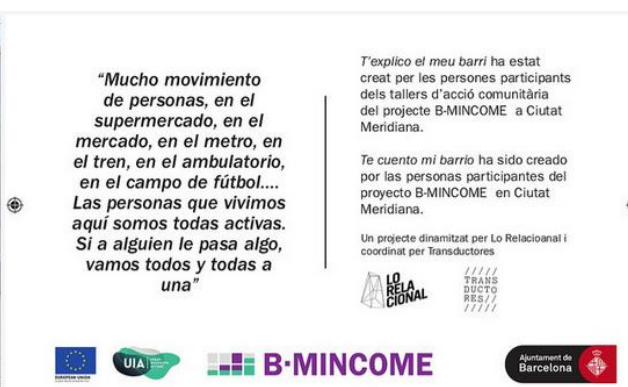 “Mucho movimiento
de personas, en el
supermercado, en el
mercado, en el metro, en
el tren, en el ambulatorio,
en el campo de fútbol....
Las personas que vivimos
aquí somos todas activas.
Si a alguien le pasa algo,
vamos todos y todas a
una”
T’explico el meu barri ha estat
creat per les persones participants
dels tallers d’acció comunitària
del projecte B-MINCOME a Ciutat
Meridiana.
Te cuento mi barrio ha sido creado
por las personas participantes del
proyecto B-MINCOME en Ciutat
Meridiana.
Un projecte dinamitzat per Lo Relacioanal i
coordinat per Transductores
LO
RELA
CIONAL
/////
TRANS
DUCTO
RES//
/////
EUROPEAN UNION
UIA
B·MINCOME
Ajuntament de
Barcelona